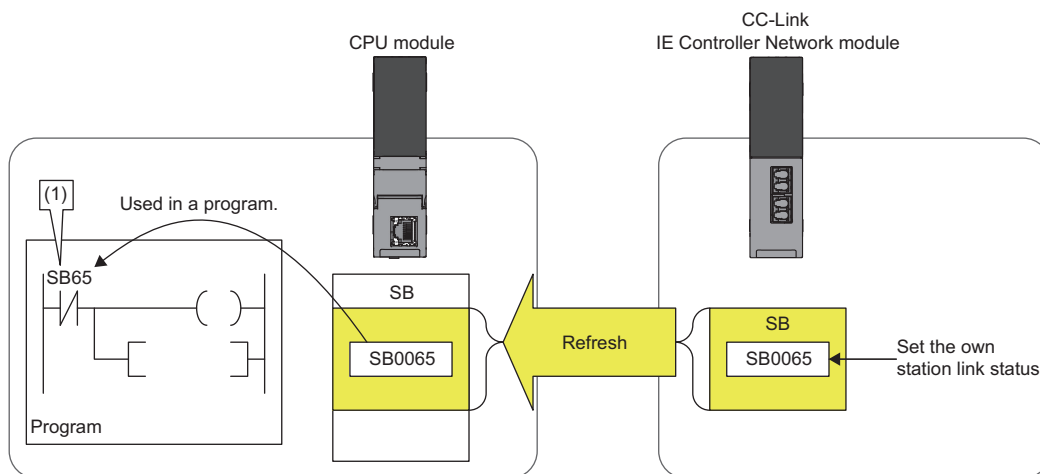 CC-Link
IE Controller Network module
CPU module
(1)
Used in a program.
SB65
SB
SB0065
Program
Refresh
SB
SB0065
Set the own
station link status